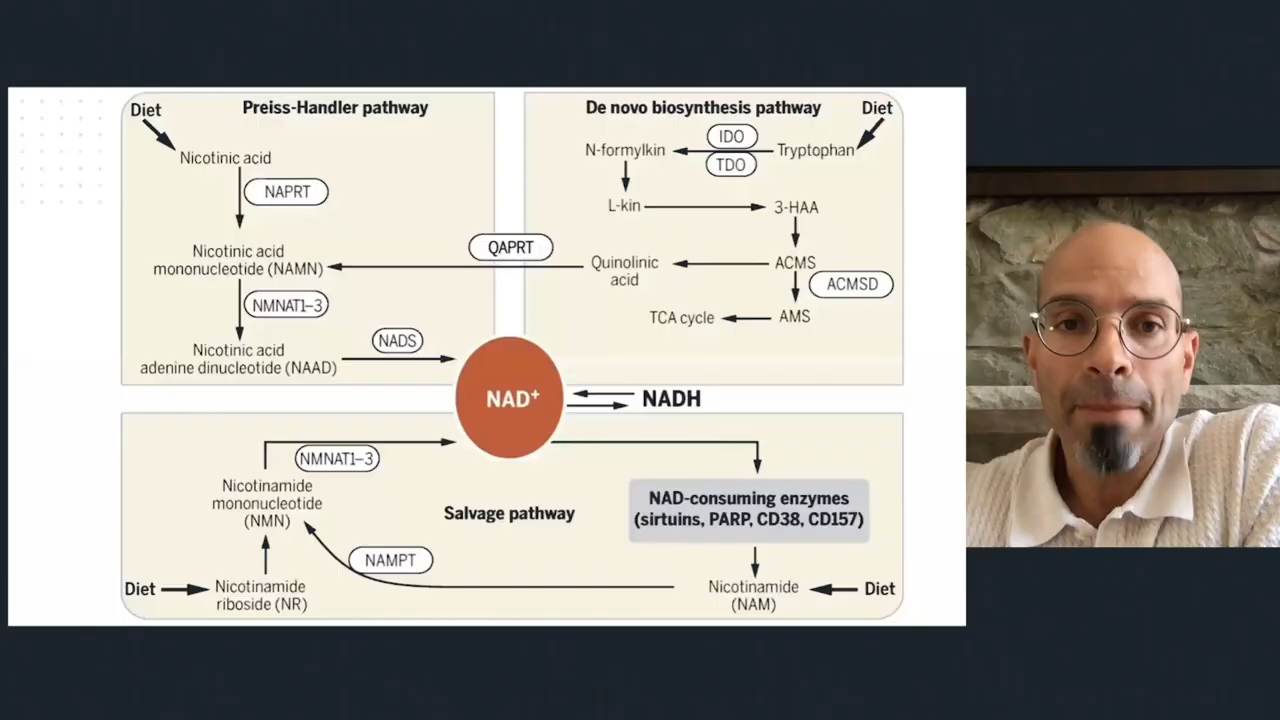 Diet
Preiss-Handler pathway
Nicotinic acid
NAPRT
Nicotinic acid
mononucleotide (NAMN)
NMNAT1–3
Nicotinic acid
adenine dinucleotide (NAAD)
NADS
De novo biosynthesis pathway
Diet
IDO
N-formylkin
Tryptophan
TDO
L-kin
3-HAA
QAPRT
Quinolinic
acid
ACMS
ACMSD
TCA cycle
AMS
NAD+
NADH
NMNAT1–3
Nicotinamide
mononucleotide
(NMN)
Salvage pathway
NAD-consuming enzymes
(sirtuins, PARP, CD38, CD157)
NAMPT
Diet
Nicotinamide
riboside (NR)
Nicotinamide
(NAM)
Diet